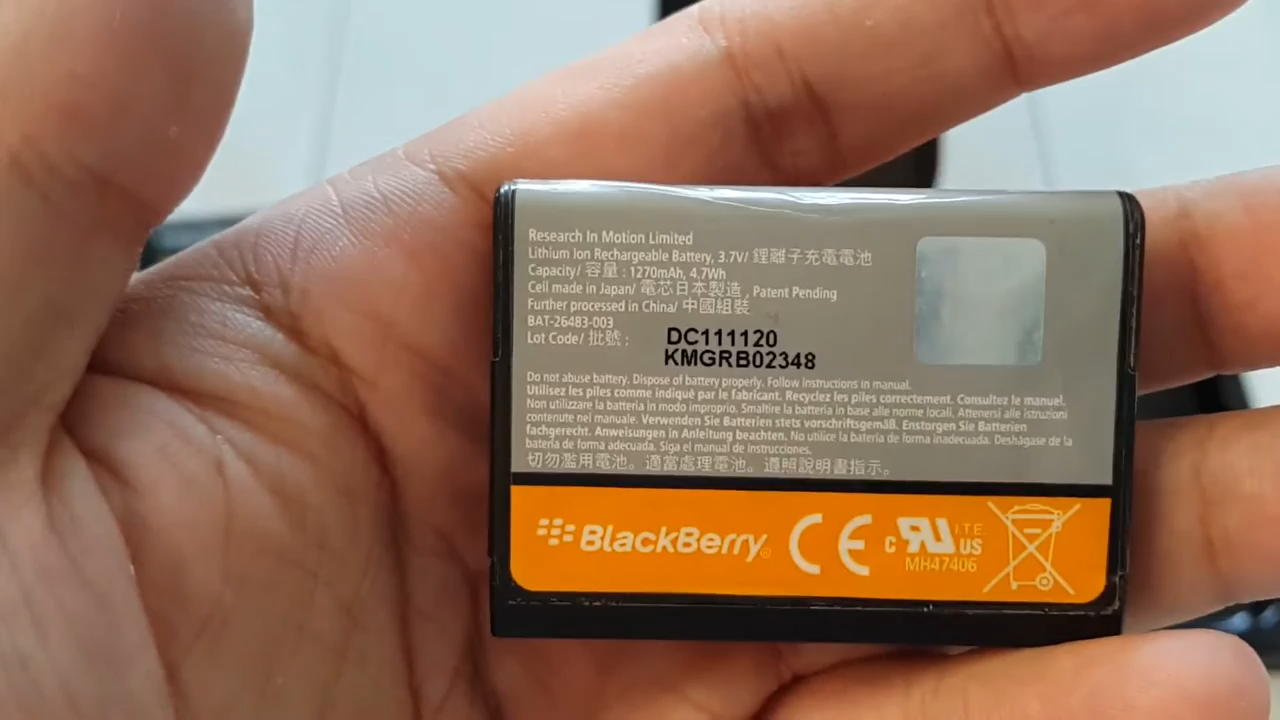 Research In Motion Limited
Lithium Ion Rechargeable Battery, 3.7V/ 鋰離子充電電池
Capacity/ 容量 : 1270mAh, 4.7Wh
Cell made in Japan/ 電芯日本製造 , Patent Pending
Further processed in China/ 中國組裝
BAT-26483-003
Lot Code/ 批號 : DC111120
KMGRB02348
Do not abuse battery. Dispose of battery properly. Follow instructions in manual.
Utilisez les piles comme indiqué par le fabricant. Recyclez les piles correctement. Consultez le manuel.
Non utilizzare la batteria in modo improprio. Smaltire la batteria in base alle norme locali. Attenersi alle istruzioni
contenute nel manuale. Verwenden Sie Batterien stets vorschriftsgemäß. Enstorgen Sie Batterien
fachgerecht. Anweisungen in Anleitung beachten. No utilice la batería de forma inadecuada. Deshágase de la
batería de forma adecuada. Siga el manual de instrucciones.
切勿濫用電池。適當處理電池。遵照說明書指示。
BlackBerry® CE c RU US I.T.E.
MH47406